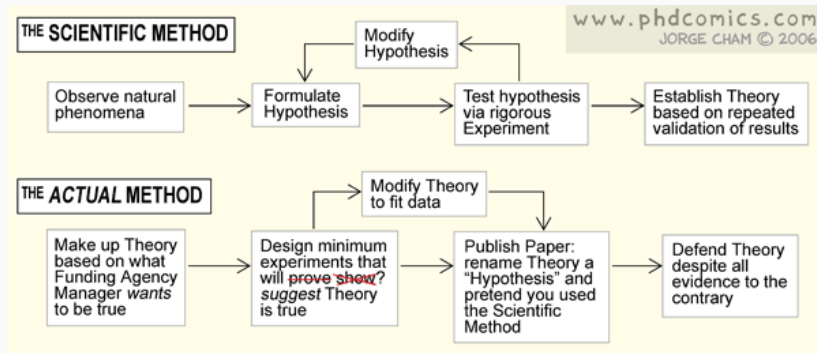 THE SCIENTIFIC METHOD
www.phdcomics.com
JORGE CHAM © 2006
Modify
Hypothesis
Observe natural
phenomena
Formulate
Hypothesis
Test hypothesis
via rigorous
Experiment
Establish Theory
based on repeated
validation of results
THE ACTUAL METHOD
Modify Theory
to fit data
Make up Theory
based on what
Funding Agency
Manager wants
to be true
Design minimum
experiments that
will prove show?
suggest Theory
is true
Publish Paper:
rename Theory a
“Hypothesis” and
pretend you used
the Scientific
Method
Defend Theory
despite all
evidence to the
contrary